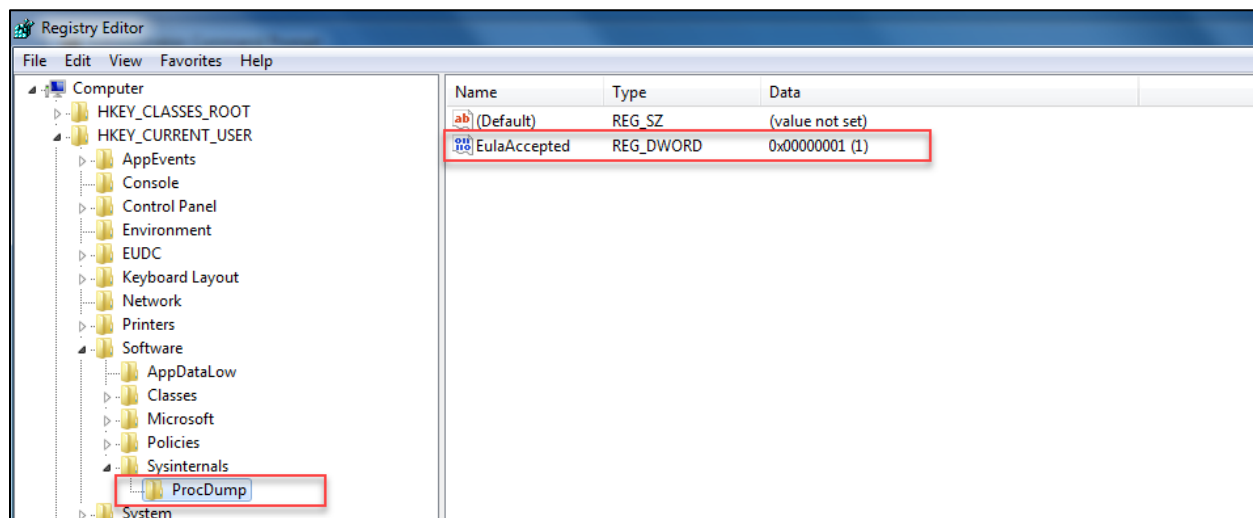 Registry Editor
File Edit View Favorites Help
Computer
HKEY_CLASSES_ROOT
HKEY_CURRENT_USER
AppEvents
Console
Control Panel
Environment
EUDC
Keyboard Layout
Network
Printers
Software
AppDataLow
Classes
Microsoft
Policies
Sysinternals
ProcDump
System
Name Type Data
(Default) REG_SZ (value not set)
EulaAccepted REG_DWORD 0x00000001 (1)